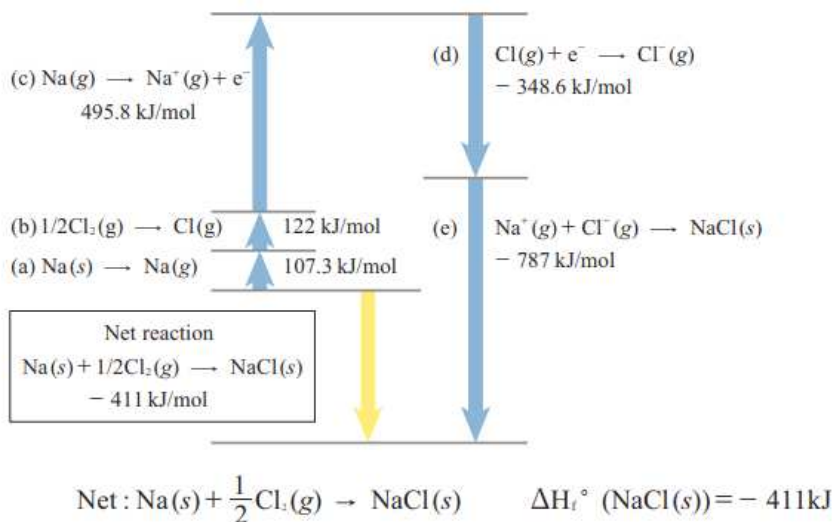 (c) Na(g) → Na⁺(g) + e⁻
495.8 kJ/mol
(b) 1/2Cl₂(g) → Cl(g) 122 kJ/mol
(a) Na(s) → Na(g) 107.3 kJ/mol
Net reaction
Na(s) + 1/2Cl₂(g) → NaCl(s)
− 411 kJ/mol
(d) Cl(g) + e⁻ → Cl⁻(g)
− 348.6 kJ/mol
(e) Na⁺(g) + Cl⁻(g) → NaCl(s)
− 787 kJ/mol
Net : Na(s) + 1/2 Cl₂(g) → NaCl(s) ΔHf° (NaCl(s)) = − 411kJ